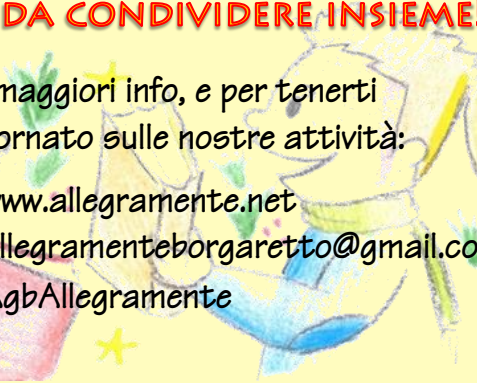 DA CONDIVIDERE INSIEME
maggiori info, e per tenerti
ornato sulle nostre attività:
ww.allegramente.net
llegramenteborgaretto@gmail.co
gbAllegramente